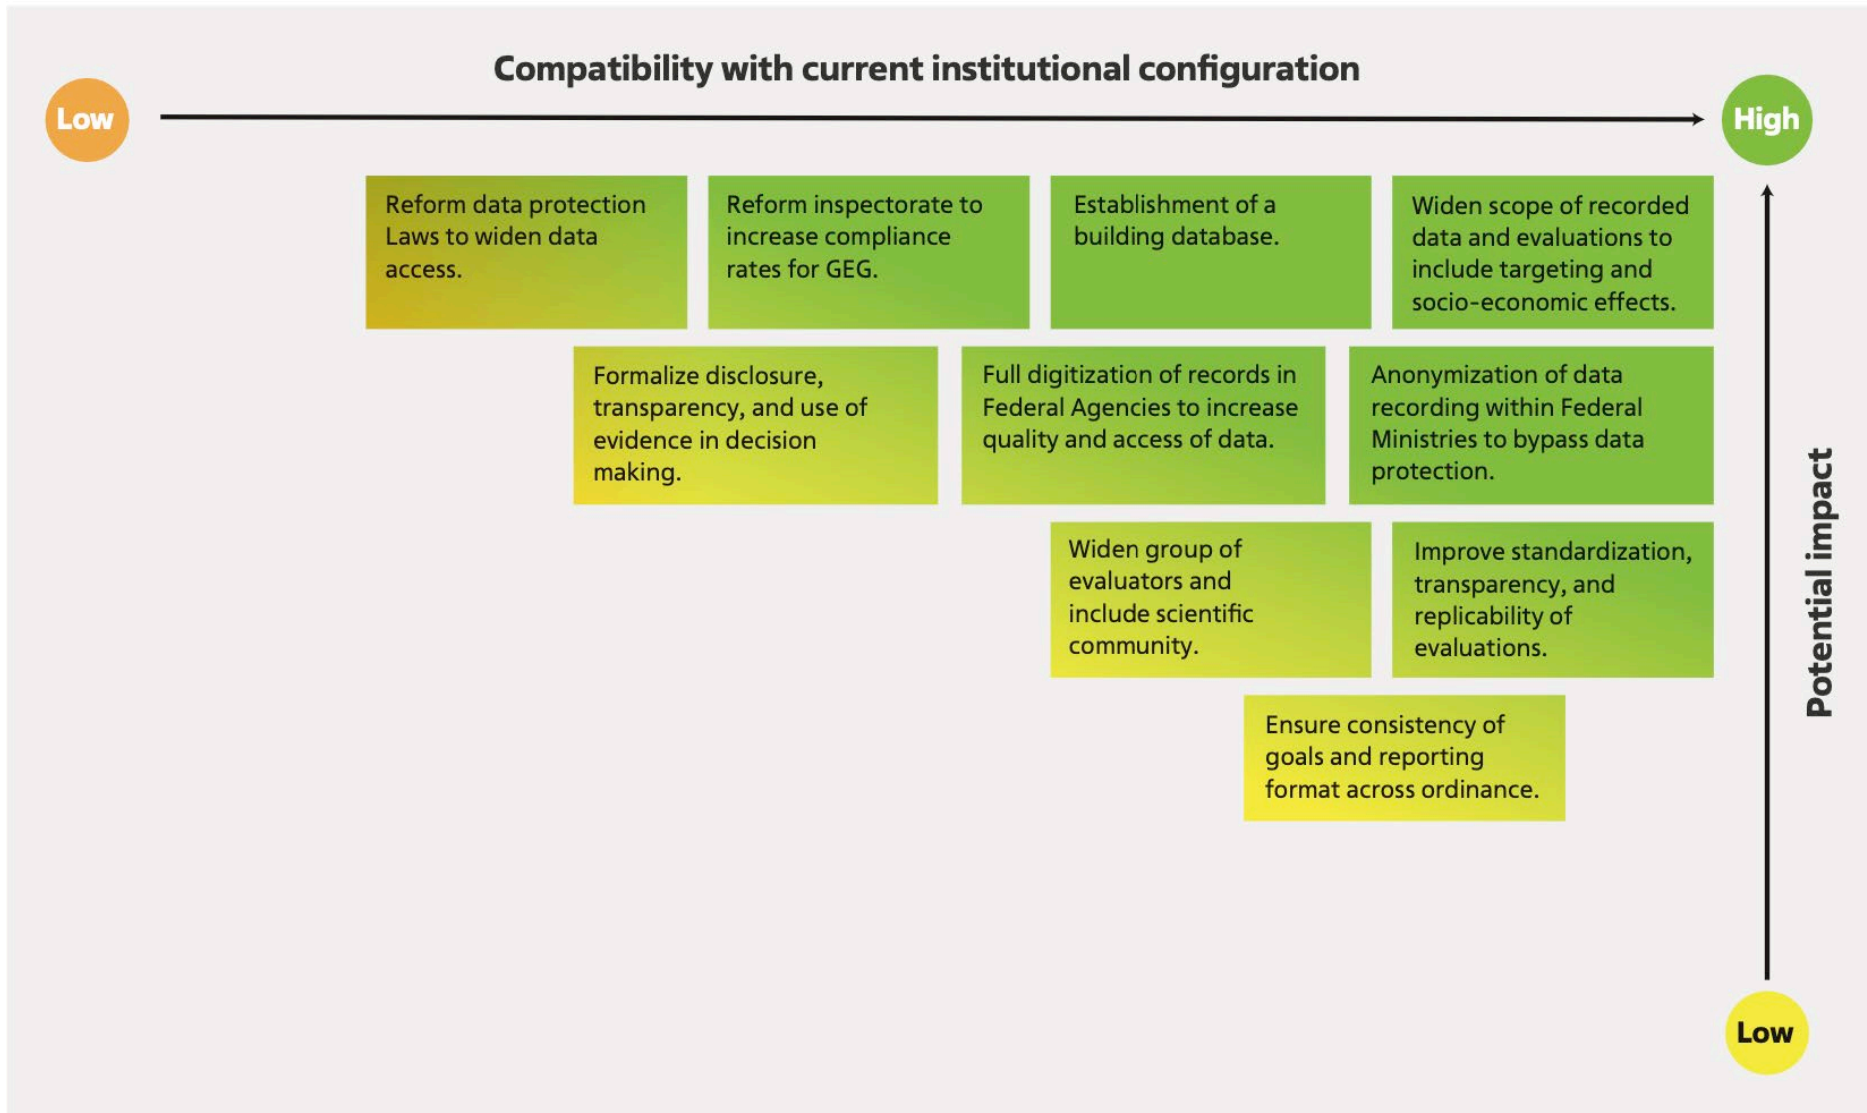 Compatibility with current institutional configuration
Low
High
Reform data protection
Laws to widen data
access.
Reform inspectorate to
increase compliance
rates for GEG.
Establishment of a
building database.
Widen scope of recorded
data and evaluations to
include targeting and
socio-economic effects.
Formalize disclosure,
transparency, and use of
evidence in decision
making.
Full digitization of records in
Federal Agencies to increase
quality and access of data.
Anonymization of data
recording within Federal
Ministries to bypass data
protection.
Widen group of
evaluators and
include scientific
community.
Improve standardization,
transparency, and
replicability of
evaluations.
Ensure consistency of
goals and reporting
format across ordinance.
Potential impact
Low